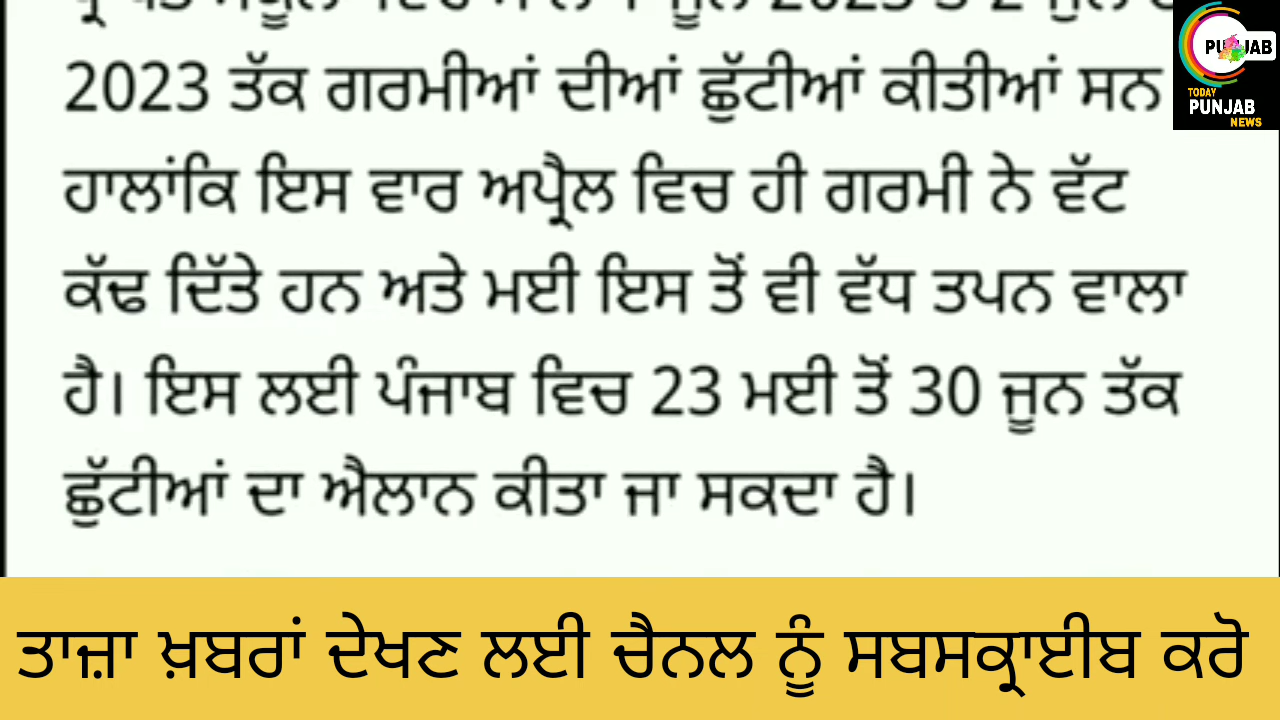 2023 ਤੱਕ ਗਰਮੀਆਂ ਦੀਆਂ ਛੁੱਟੀਆਂ ਕੀਤੀਆਂ ਸਨ
ਹਾਲਾਂਕਿ ਇਸ ਵਾਰ ਅਪ੍ਰੈਲ ਵਿਚ ਹੀ ਗਰਮੀ ਨੇ ਵੱਟ
ਕੱਢ ਦਿੱਤੇ ਹਨ ਅਤੇ ਮਈ ਇਸ ਤੋਂ ਵੀ ਵੱਧ ਤਪਨ ਵਾਲਾ
ਹੈ। ਇਸ ਲਈ ਪੰਜਾਬ ਵਿਚ 23 ਮਈ ਤੋਂ 30 ਜੂਨ ਤੱਕ
ਛੁੱਟੀਆਂ ਦਾ ਐਲਾਨ ਕੀਤਾ ਜਾ ਸਕਦਾ ਹੈ।
PUNJAB
TODAY
PUNJAB
NEWS
ਤਾਜ਼ਾ ਖ਼ਬਰਾਂ ਦੇਖਣ ਲਈ ਚੈਨਲ ਨੂੰ ਸਬਸਕ੍ਰਾਈਬ ਕਰੋ